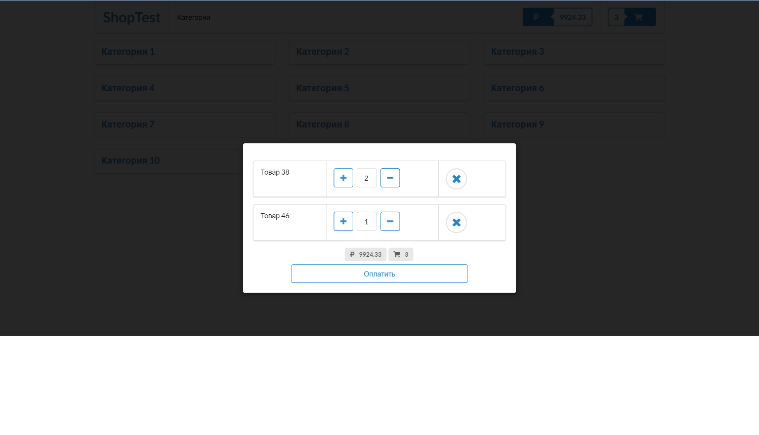 ShopTest Категории 9924.33 3
Категория 1 Категория 2 Категория 3
Категория 4 Категория 5 Категория 6
Категория 7 Категория 8 Категория 9
Категория 10
Товар 38 2
Товар 46 1
₽ 9924.33 3
Оплатить